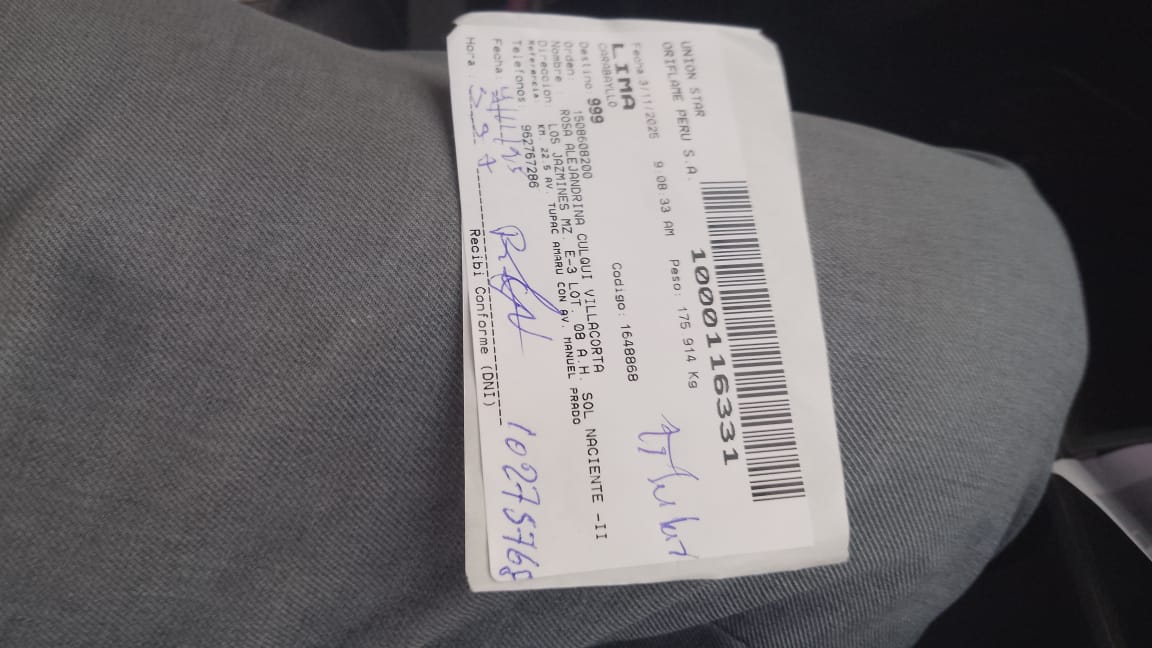 UNION STAR
ORIFLAME PERU S.A.
1000116331
Fecha 3/11/2025 9:08:33 AM Peso: 175.914 Kg
LIMA
CARABAYLLO Codigo: 1648868
Destino 999
Orden: 1508608200
Nombre : ROSA ALEJANDRINA CULQUI VILLACORTA
Direccion: LOS JAZMINES MZ. E-3 LOT. 08 A.H. SOL NACIENTE -II
Referencia: KM. 22.5 AV. TUPAC AMARU CON AV. MANUEL PRADO
Telefonos: 962767286
Fecha:
Hora :
Recibi Conforme (DNI)